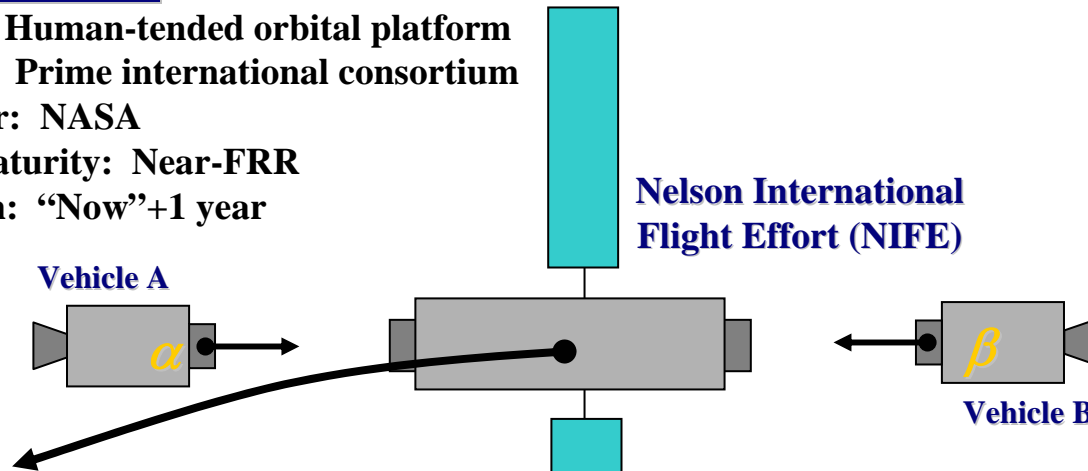 Human-tended orbital platform
Prime international consortium
r: NASA
aturity: Near-FRR
n: “Now”+1 year
Nelson International
Flight Effort (NIFE)
Vehicle A
α
β
Vehicle B